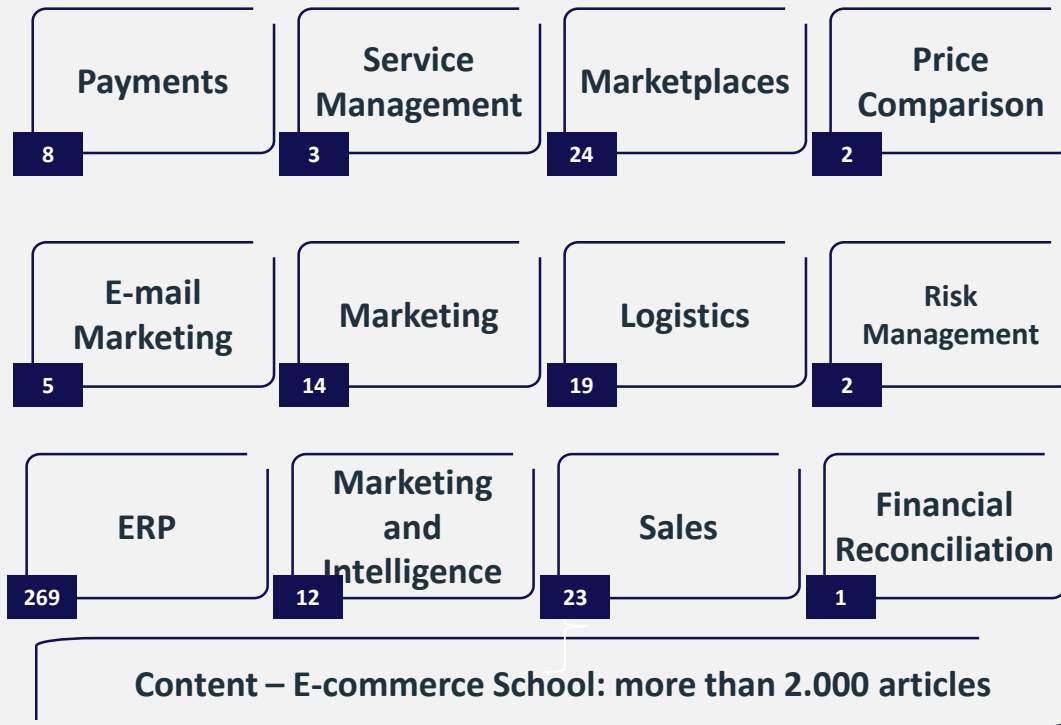 Payments
8
Service
Management
3
Marketplaces
24
Price
Comparison
2
E-mail
Marketing
5
Marketing
14
Logistics
19
Risk
Management
2
ERP
269
Marketing
and
Intelligence
12
Sales
23
Financial
Reconciliation
1
Content – E-commerce School: more than 2.000 articles